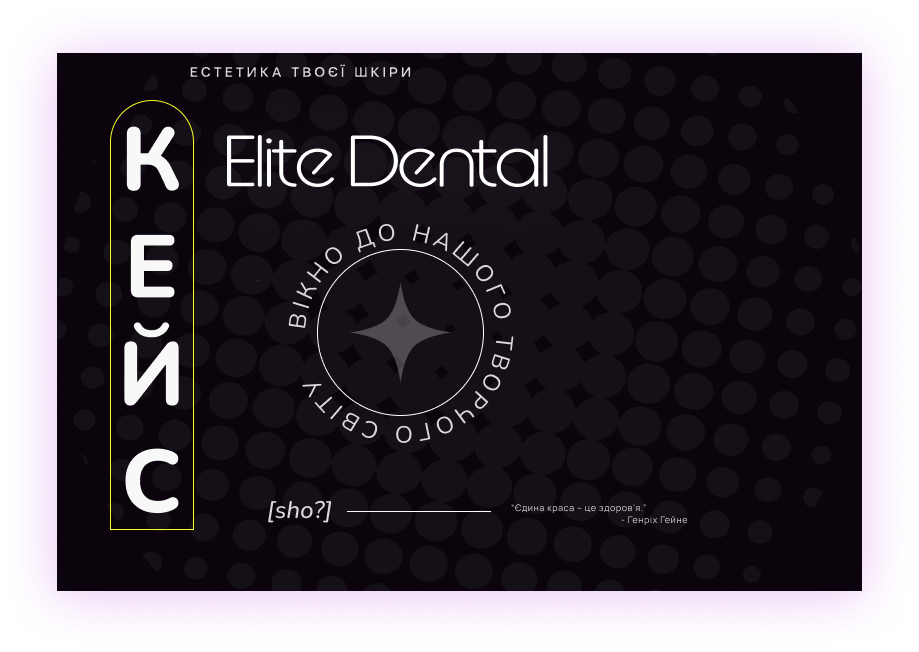 ЕСТЕТИКА ТВОЄЇ ШКІРИ
КЕЙС
Elite Dental
ВІКНО ДО НАШОГО ТВОРЧОГО СВІТУ
[sho?]
"Єдина краса – це здоров'я."
- Генріх Гейне